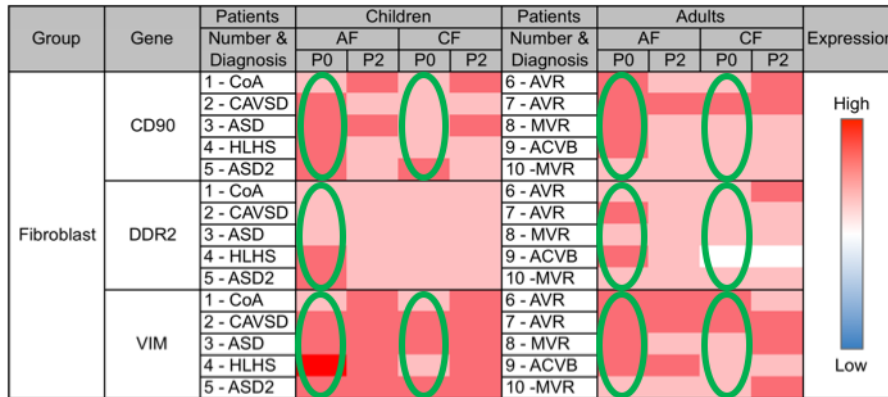 Group Gene Patients Number & Diagnosis Children Patients Number & Diagnosis Adults Expression
AF CF AF CF
P0 P2 P0 P2 P0 P2 P0 P2
Fibroblast
CD90
1 - CoA 6 - AVR
2 - CAVSD 7 - AVR
3 - ASD 8 - MVR
4 - HLHS 9 - ACVB
5 - ASD2 10 -MVR
DDR2
1 - CoA 6 - AVR
2 - CAVSD 7 - AVR
3 - ASD 8 - MVR
4 - HLHS 9 - ACVB
5 - ASD2 10 -MVR
VIM
1 - CoA 6 - AVR
2 - CAVSD 7 - AVR
3 - ASD 8 - MVR
4 - HLHS 9 - ACVB
5 - ASD2 10 -MVR
High
Low